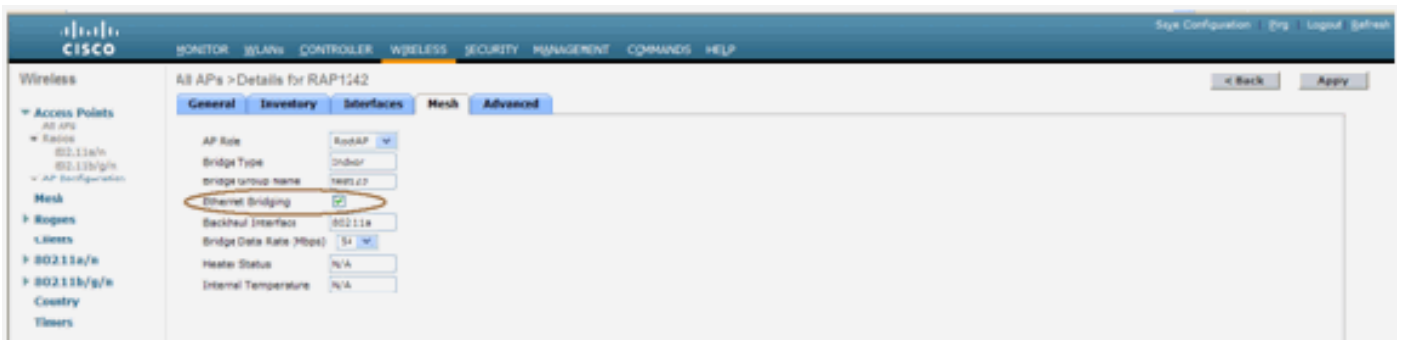 Save Configuration Ping Logout Refresh
CISCO
MONITOR WLANs CONTROLLER WIRELESS SECURITY MANAGEMENT COMMANDS HELP
Wireless
All APs > Details for RAP1242
< Back Apply
General Interfaces Inventory Mesh Advanced
Access Points
All APs
Radios
802.11a/n
802.11b/g/n
AP Configuration
Mesh
Rogues
Clients
802.11a/n
802.11b/g/n
Country
Timers
AP Role RootAP
Bridge Type Indoor
Bridge Group Name
Ethernet Bridging
Backhaul Interface 802.11a
Bridge Data Rate (Mbps) 54
Heater Status N/A
Internal Temperature N/A